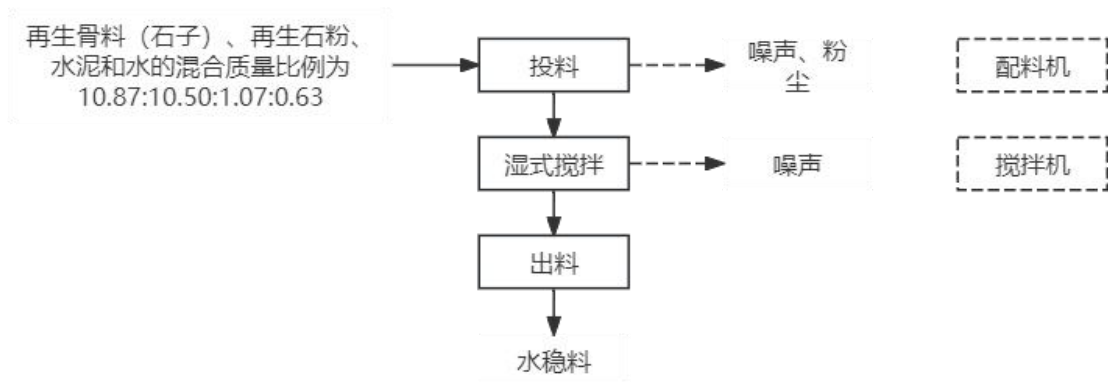 再生骨料（石子）、再生石粉、
水泥和水的混合质量比例为
10.87:10.50:1.07:0.63
投料
噪声、粉
尘
配料机
湿式搅拌
噪声
搅拌机
出料
水稳料